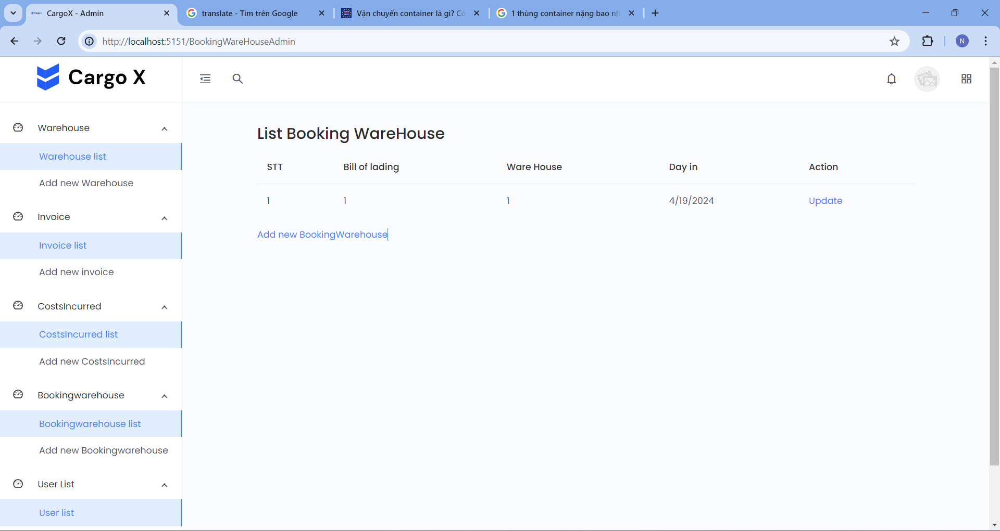 CargoX - Admin
translate - Tìm trên Google
Vận chuyển container là gì? Có
1 thùng container nặng bao nh
http://localhost:5151/BookingWareHouseAdmin
N
Cargo X
Warehouse
Warehouse list
Add new Warehouse
Invoice
Invoice list
Add new invoice
CostsIncurred
CostsIncurred list
Add new CostsIncurred
Bookingwarehouse
Bookingwarehouse list
Add new Bookingwarehouse
User List
User list
List Booking WareHouse
STT Bill of lading Ware House Day in Action
1 1 1 4/19/2024 Update
Add new BookingWarehouse